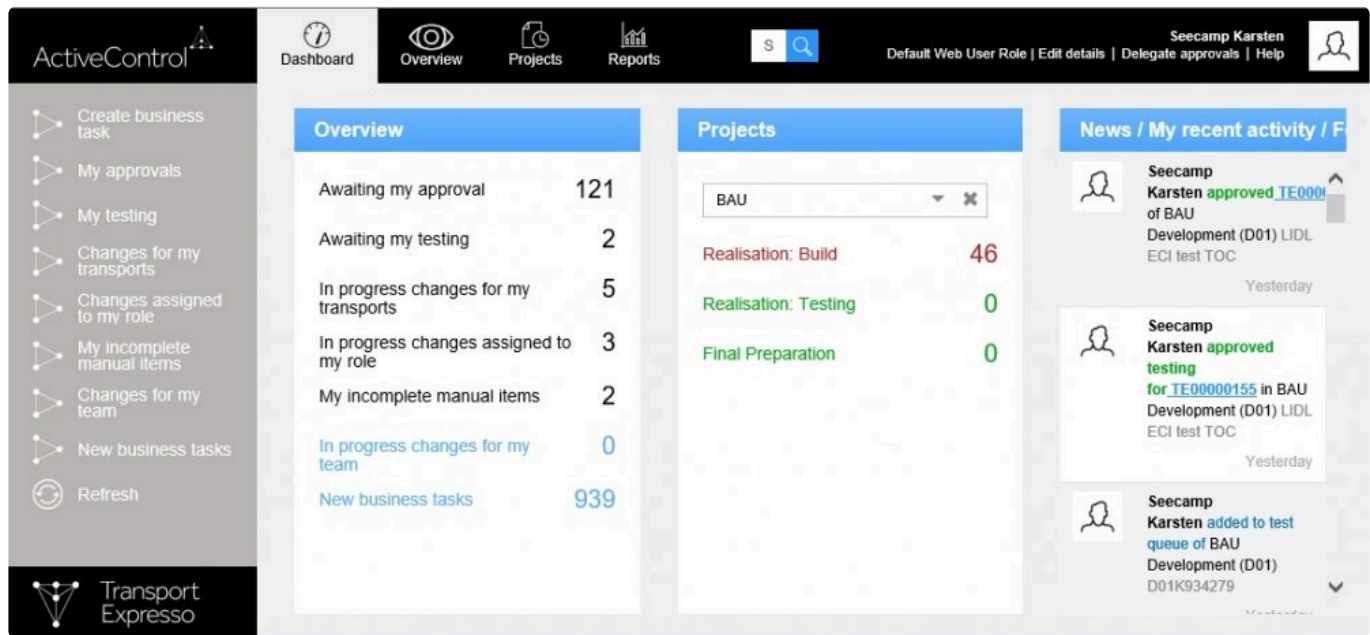 ActiveControl
Dashboard
Overview
Projects
Reports
S
Seecamp Karsten
Default Web User Role | Edit details | Delegate approvals | Help
Create business
task
My approvals
My testing
Changes for my
transports
Changes assigned
to my role
My incomplete
manual items
Changes for my
team
New business tasks
Refresh
Transport
Expresso
Overview
Awaiting my approval 121
Awaiting my testing 2
In progress changes for my
transports 5
In progress changes assigned to
my role 3
My incomplete manual items 2
In progress changes for my
team 0
New business tasks 939
Projects
BAU
Realisation: Build 46
Realisation: Testing 0
Final Preparation 0
News / My recent activity /
Seecamp
Karsten approved
of BAU
Development (D01) LIDL
ECI test TOC
Yesterday
Seecamp
Karsten approved
testing
for TE00000155 in BAU
Development (D01) LIDL
ECI test TOC
Yesterday
Seecamp
Karsten added to test
queue of BAU
Development (D01)
D01K934279